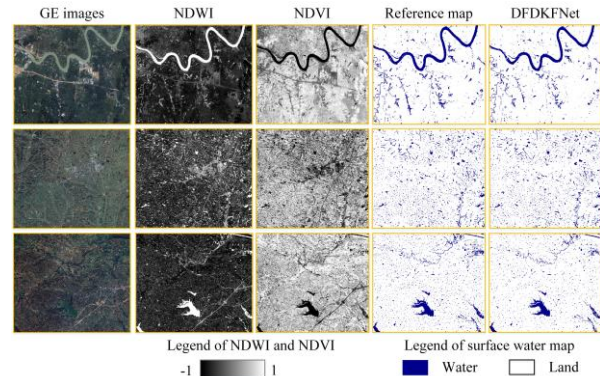 GE images NDWI NDVI Reference map DFDKFNet
Legend of NDWI and NDVI Legend of surface water map
-1 1 Water Land